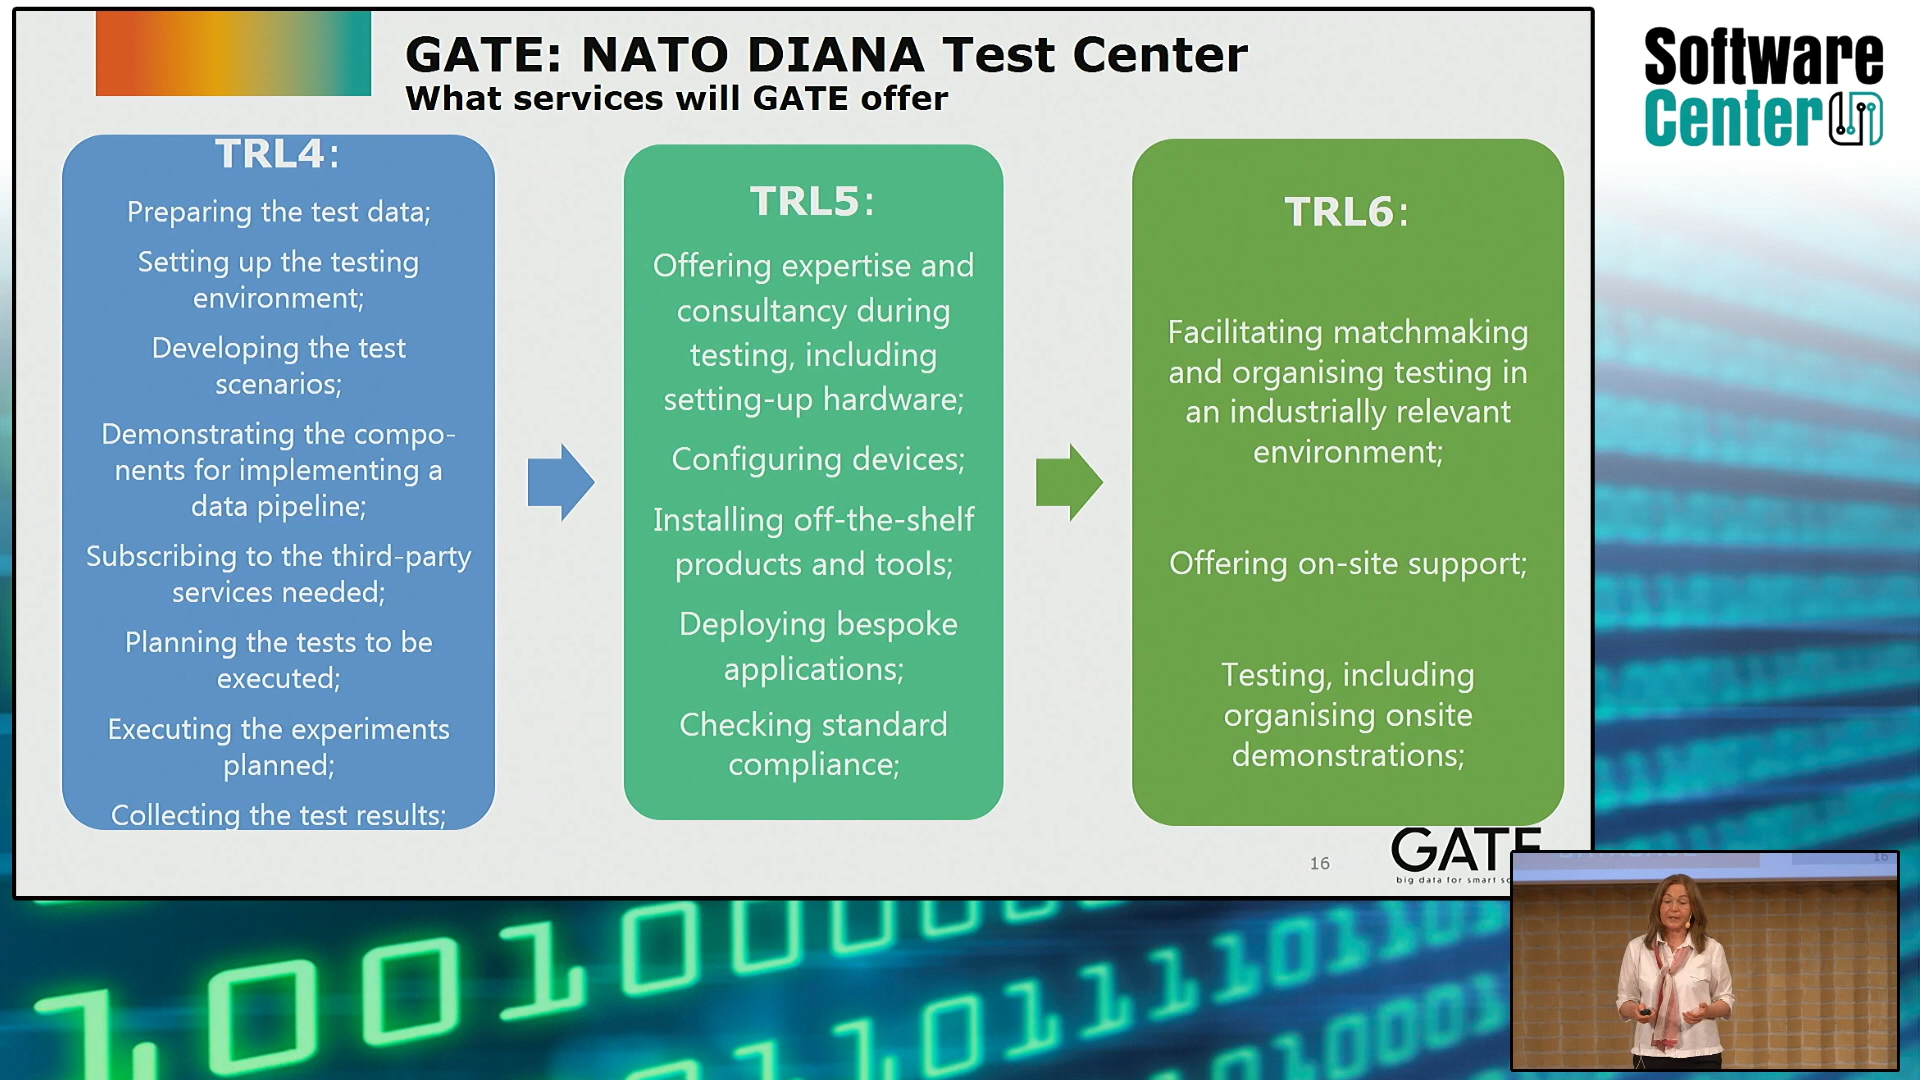 GATE: NATO DIANA Test Center
What services will GATE offer
TRL4:
Preparing the test data;
Setting up the testing
environment;
Developing the test
scenarios;
Demonstrating the compo-
nents for implementing a
data pipeline;
Subscribing to the third-party
services needed;
Planning the tests to be
executed;
Executing the experiments
planned;
Collecting the test results;
TRL5:
Offering expertise and
consultancy during
testing, including
setting-up hardware;
Configuring devices;
Installing off-the-shelf
products and tools;
Deploying bespoke
applications;
Checking standard
compliance;
TRL6:
Facilitating matchmaking
and organising testing in
an industrially relevant
environment;
Offering on-site support;
Testing, including
organising onsite
demonstrations;
16
GATE
big data for smart
Software
Center
16